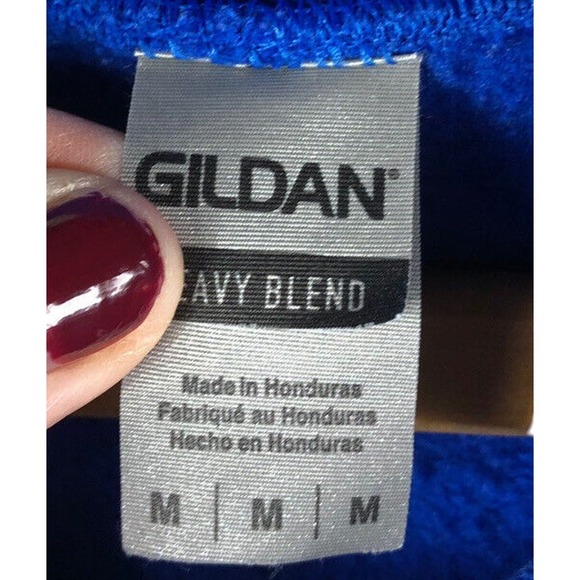 GILDAN®
EAVY BLEND
Made in Honduras
Fabriqué au Honduras
Hecho en Honduras
M | M | M